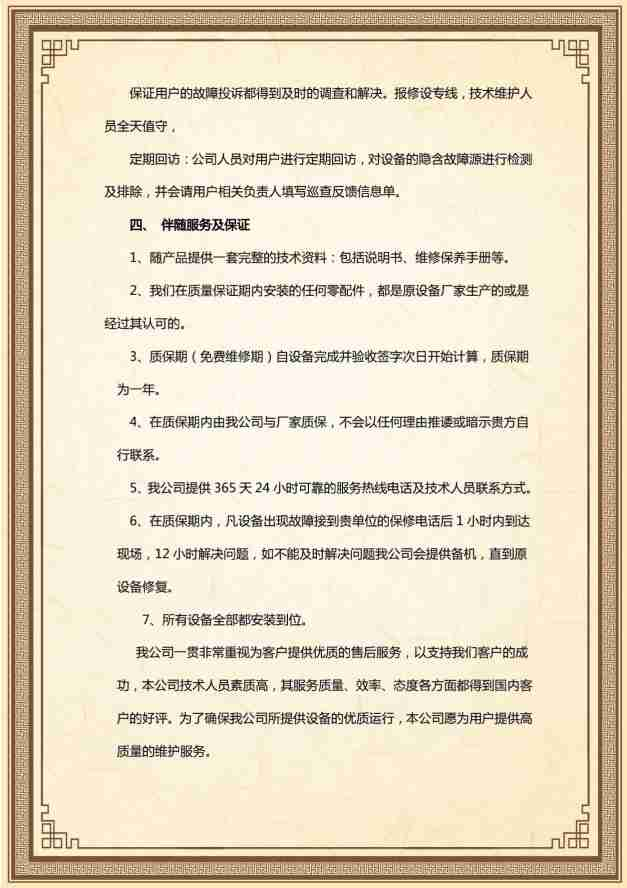 保证用户的故障投诉都得到及时的调查和解决。报修设专线，技术维护人
员全天值守，
定期回访：公司人员对用户进行定期回访，对设备的隐含故障源进行检测
及排除，并会请用户相关负责人填写巡查反馈信息单。
四、 伴随服务及保证
1、随产品提供一套完整的技术资料：包括说明书、维修保养手册等。
2、我们在质量保证期内安装的任何零配件，都是原设备厂家生产的或是
经过其认可的。
3、质保期（免费维修期）自设备完成并验收签字次日开始计算，质保期
为一年。
4、在质保期内由我公司与厂家质保，不会以任何理由推诿或暗示贵方自
行联系。
5、我公司提供 365 天 24 小时可靠的服务热线电话及技术人员联系方式。
6、在质保期内，凡设备出现故障接到贵单位的保修电话后 1 小时内到达
现场，12 小时解决问题，如不能及时解决问题我公司会提供备机，直到原
设备修复。
7、所有设备全部都安装到位。
我公司一贯非常重视为客户提供优质的售后服务，以支持我们客户的成
功，本公司技术人员素质高，其服务质量、效率、态度各方面都得到国内客
户的好评。为了确保我公司所提供设备的优质运行，本公司愿为用户提供高
质量的维护服务。